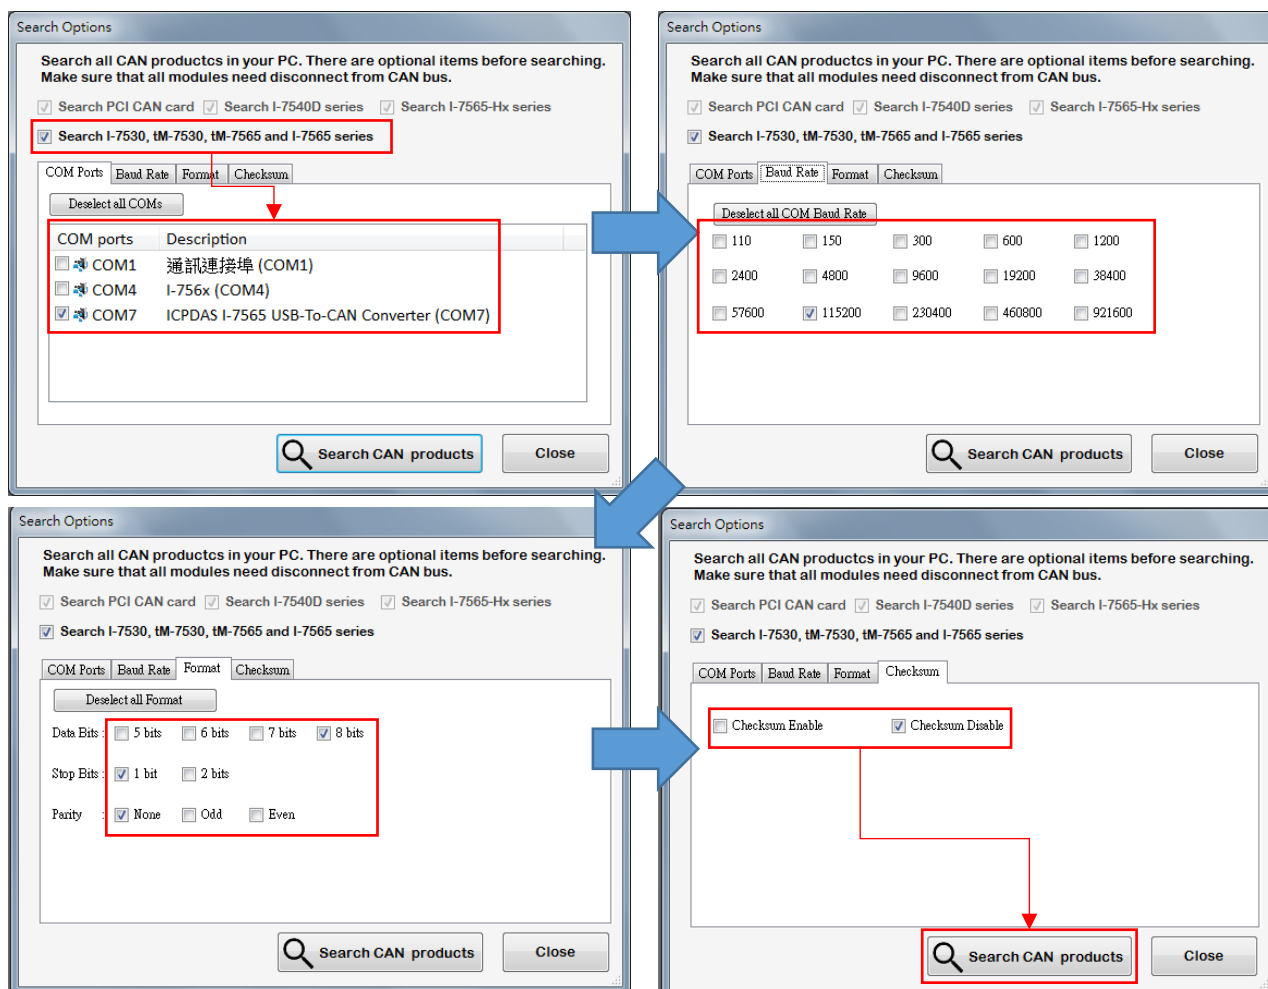 Search Options
Search all CAN productcs in your PC. There are optional items before searching.
Make sure that all modules need disconnect from CAN bus.
Search PCI CAN card Search I-7540D series Search I-7565-Hx series
Search I-7530, tM-7530, tM-7565 and I-7565 series
COM Ports Baud Rate Format Checksum
Deselect all COMs
COM ports Description
COM1 通訊連接埠 (COM1)
COM4 I-756x (COM4)
COM7 ICPDAS I-7565 USB-To-CAN Converter (COM7)
Search CAN products Close
Search Options
Search all CAN productcs in your PC. There are optional items before searching.
Make sure that all modules need disconnect from CAN bus.
Search PCI CAN card Search I-7540D series Search I-7565-Hx series
Search I-7530, tM-7530, tM-7565 and I-7565 series
COM Ports Baud Rate Format Checksum
Deselect all COM Baud Rate
110 150 300 600 1200
2400 4800 9600 19200 38400
57600 115200 230400 460800 921600
Search CAN products Close
Search Options
Search all CAN productcs in your PC. There are optional items before searching.
Make sure that all modules need disconnect from CAN bus.
Search PCI CAN card Search I-7540D series Search I-7565-Hx series
Search I-7530, tM-7530, tM-7565 and I-7565 series
COM Ports Baud Rate Format Checksum
Deselect all Format
Data Bits : 5 bits 6 bits 7 bits 8 bits
Stop Bits : 1 bit 2 bits
Parity : None Odd Even
Search CAN products Close
Search Options
Search all CAN productcs in your PC. There are optional items before searching.
Make sure that all modules need disconnect from CAN bus.
Search PCI CAN card Search I-7540D series Search I-7565-Hx series
Search I-7530, tM-7530, tM-7565 and I-7565 series
COM Ports Baud Rate Format Checksum
Checksum Enable Checksum Disable
Search CAN products Close